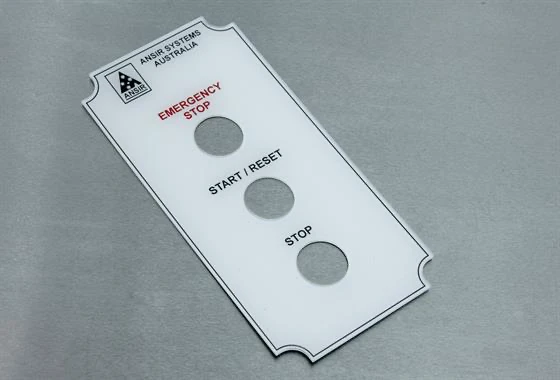 ANSIR SYSTEMS
AUSTRALIA
ANSIR
EMERGENCY
STOP
START / RESET
STOP